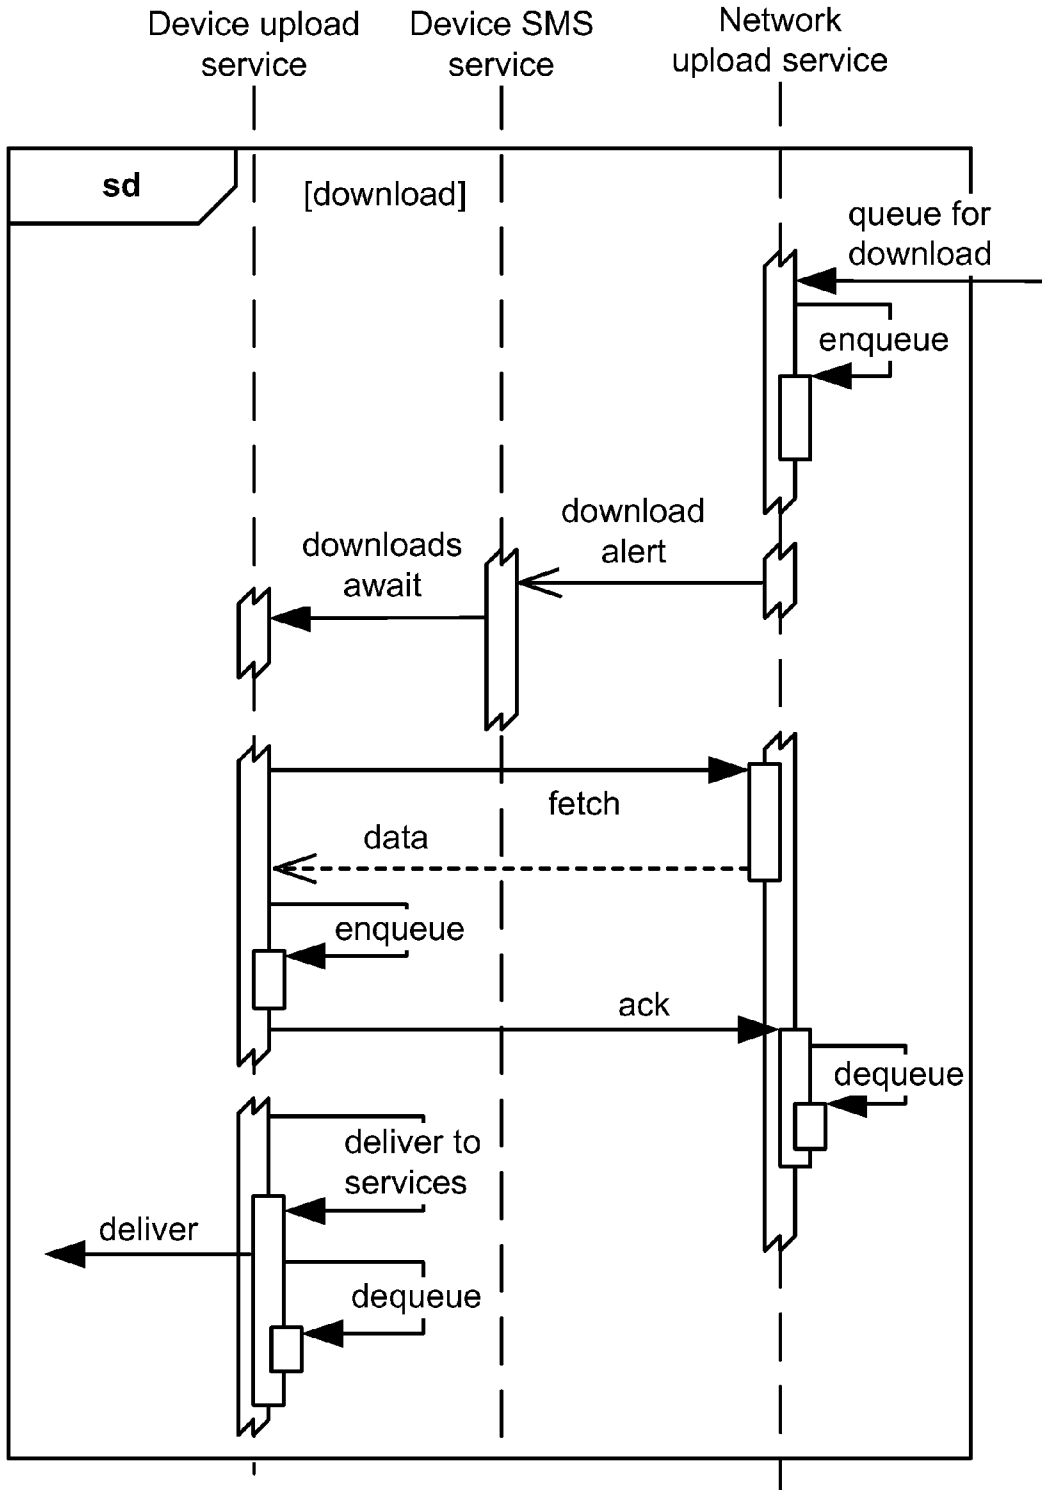 Device upload
service
Device SMS
service
Network
upload service
sd
[download]
queue for
download
enqueue
download
alert
downloads
await
fetch
data
enqueue
ack
dequeue
deliver to
services
deliver
dequeue